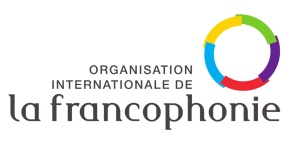 ORGANISATION
INTERNATIONALE DE
la francophonie